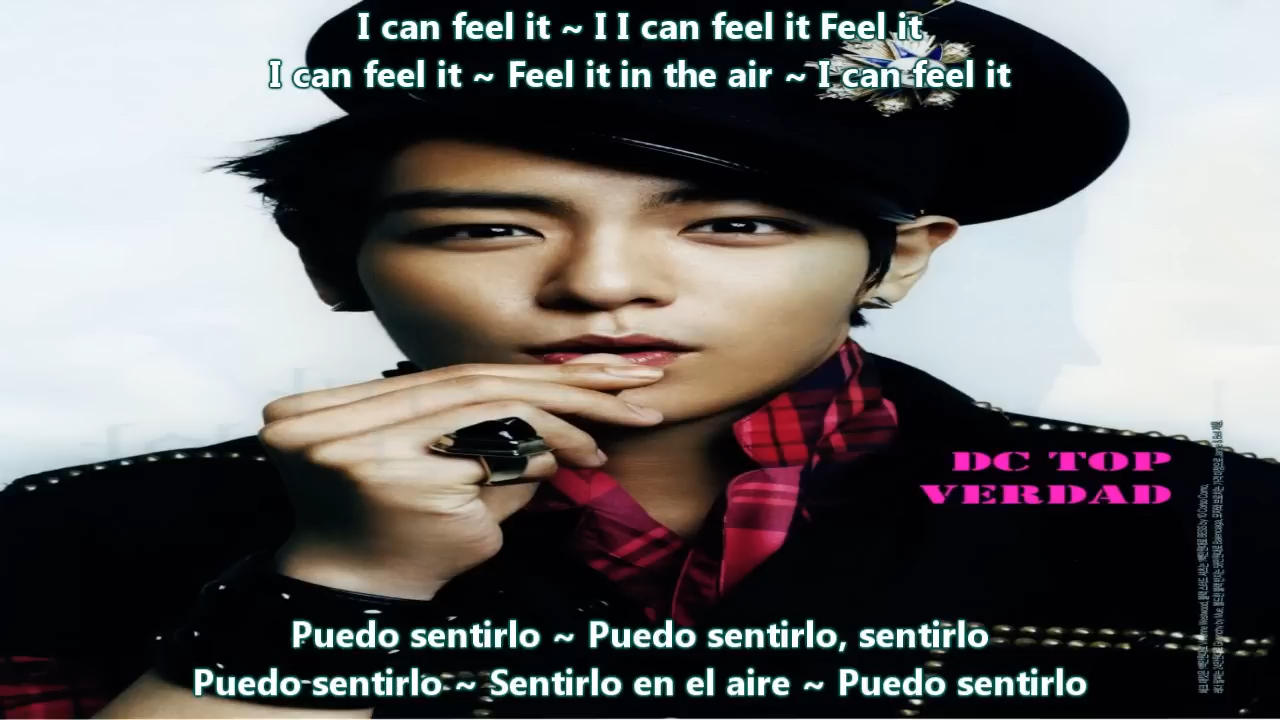 I can feel it ~ I I can feel it Feel it
I can feel it ~ Feel it in the air ~ I can feel it
DC TOP
VERDAD
Puedo sentirlo ~ Puedo sentirlo, sentirlo
Puedo sentirlo ~ Sentirlo en el aire ~ Puedo sentirlo